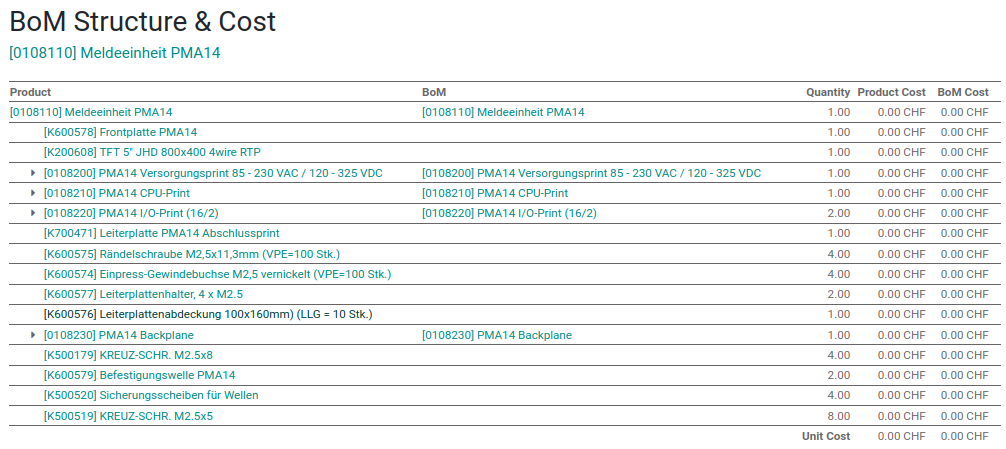 BoM Structure & Cost
[0108110] Meldeeinheit PMA14
Product BoM Quantity Product Cost BoM Cost
[0108110] Meldeeinheit PMA14 [0108110] Meldeeinheit PMA14 1.00 0.00 CHF 0.00 CHF
[K600578] Frontplatte PMA14 1.00 0.00 CHF 0.00 CHF
[K200608] TFT 5" JHD 800x400 4wire RTP 1.00 0.00 CHF 0.00 CHF
[0108200] PMA14 Versorgungsprint 85 - 230 VAC / 120 - 325 VDC [0108200] PMA14 Versorgungsprint 85 - 230 VAC / 120 - 325 VDC 1.00 0.00 CHF 0.00 CHF
[0108210] PMA14 CPU-Print [0108210] PMA14 CPU-Print 1.00 0.00 CHF 0.00 CHF
[0108220] PMA14 I/O-Print (16/2) [0108220] PMA14 I/O-Print (16/2) 2.00 0.00 CHF 0.00 CHF
[K700471] Leiterplatte PMA14 Abschlussprint 1.00 0.00 CHF 0.00 CHF
[K600575] Rändelschraube M2,5x11,3mm (VPE=100 Stk.) 4.00 0.00 CHF 0.00 CHF
[K600574] Einpress-Gewindebuchse M2,5 vernickelt (VPE=100 Stk.) 4.00 0.00 CHF 0.00 CHF
[K600577] Leiterplattenhalter, 4 x M2.5 2.00 0.00 CHF 0.00 CHF
[K600576] Leiterplattenabdeckung 100x160mm) (LLG = 10 Stk.) 1.00 0.00 CHF 0.00 CHF
[0108230] PMA14 Backplane [0108230] PMA14 Backplane 1.00 0.00 CHF 0.00 CHF
[K500179] KREUZ-SCHR. M2.5x8 4.00 0.00 CHF 0.00 CHF
[K600579] Befestigungswelle PMA14 2.00 0.00 CHF 0.00 CHF
[K500520] Sicherungsscheiben für Wellen 4.00 0.00 CHF 0.00 CHF
[K500519] KREUZ-SCHR. M2.5x5 8.00 0.00 CHF 0.00 CHF
Unit Cost 0.00 CHF 0.00 CHF